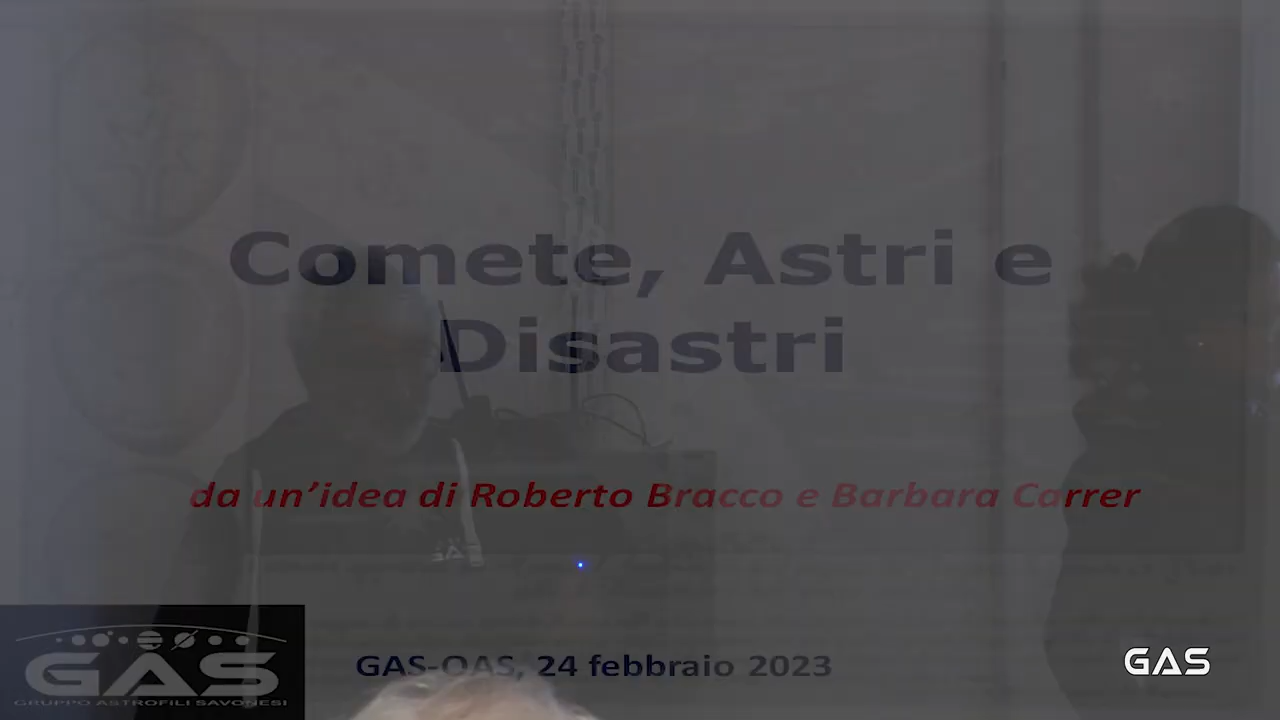 Comete, Astri e
Disastri
da un'idea di Roberto Bracco e Barbara Carrer
GAS-OAS, 24 febbraio 2023
GAS
GRUPPO ASTROFILI SAVONESI
GAS